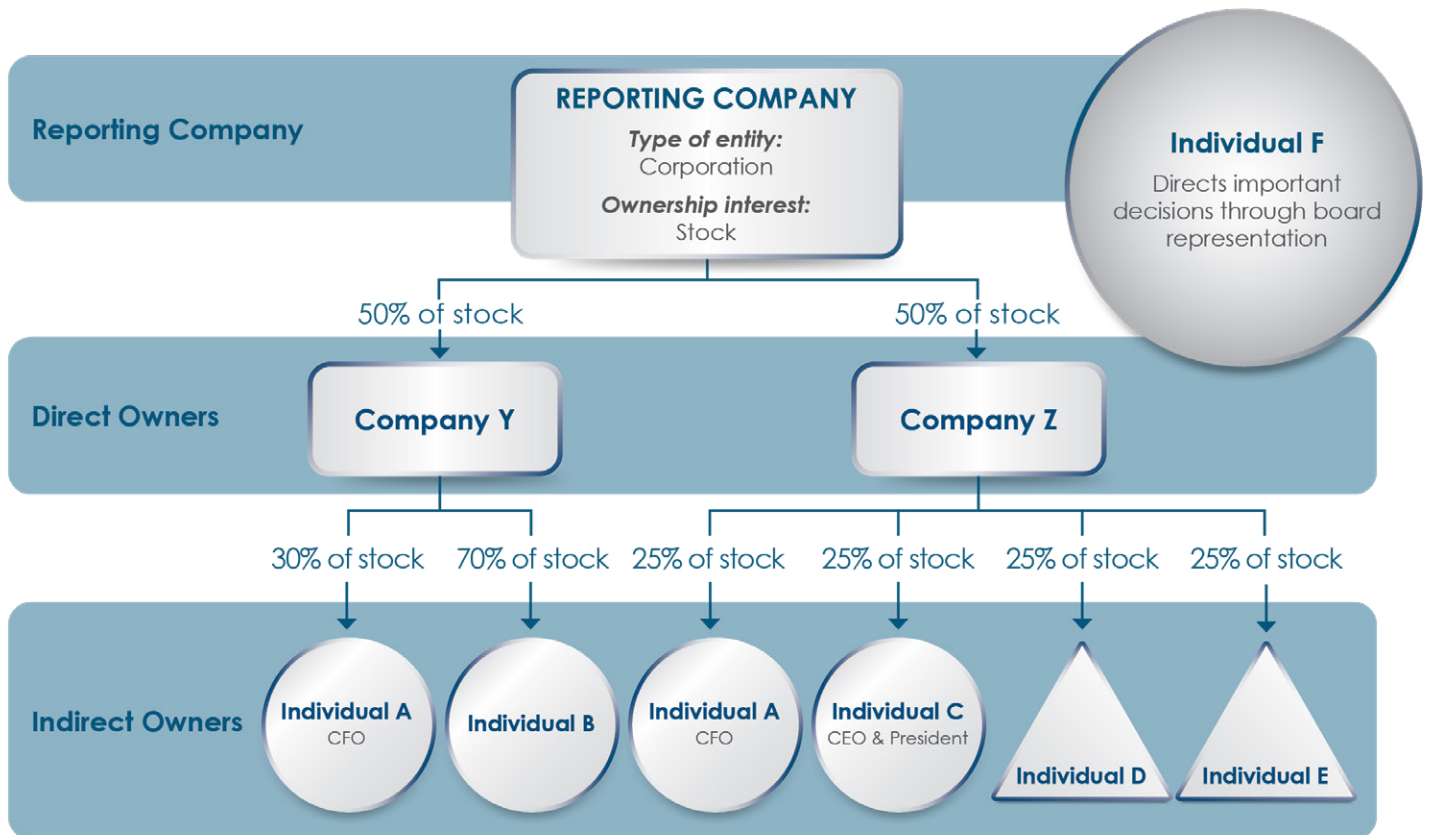 Reporting Company
REPORTING COMPANY
Type of entity:
Corporation
Ownership interest:
Stock
Individual F
Directs important
decisions through board
representation
50% of stock
50% of stock
Direct Owners
Company Y
Company Z
30% of stock
70% of stock
25% of stock
25% of stock
25% of stock
25% of stock
Indirect Owners
Individual A
CFO
Individual B
Individual A
CFO
Individual C
CEO & President
Individual D
Individual E